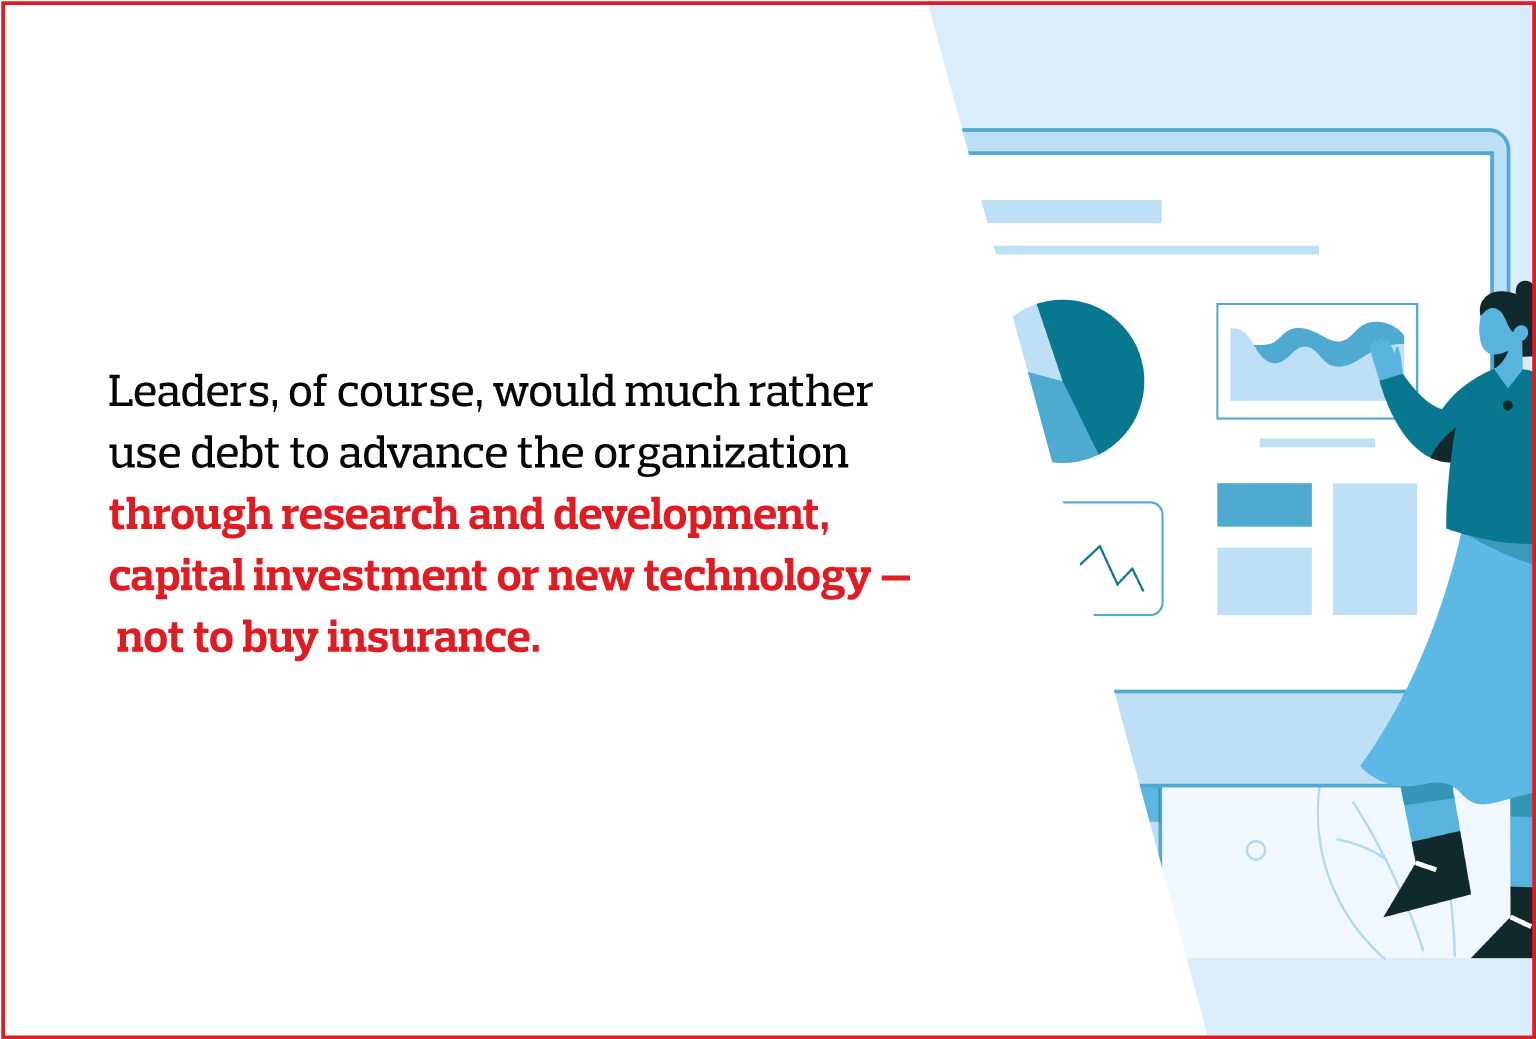 Leaders, of course, would much rather
use debt to advance the organization
through research and development,
capital investment or new technology —
not to buy insurance.